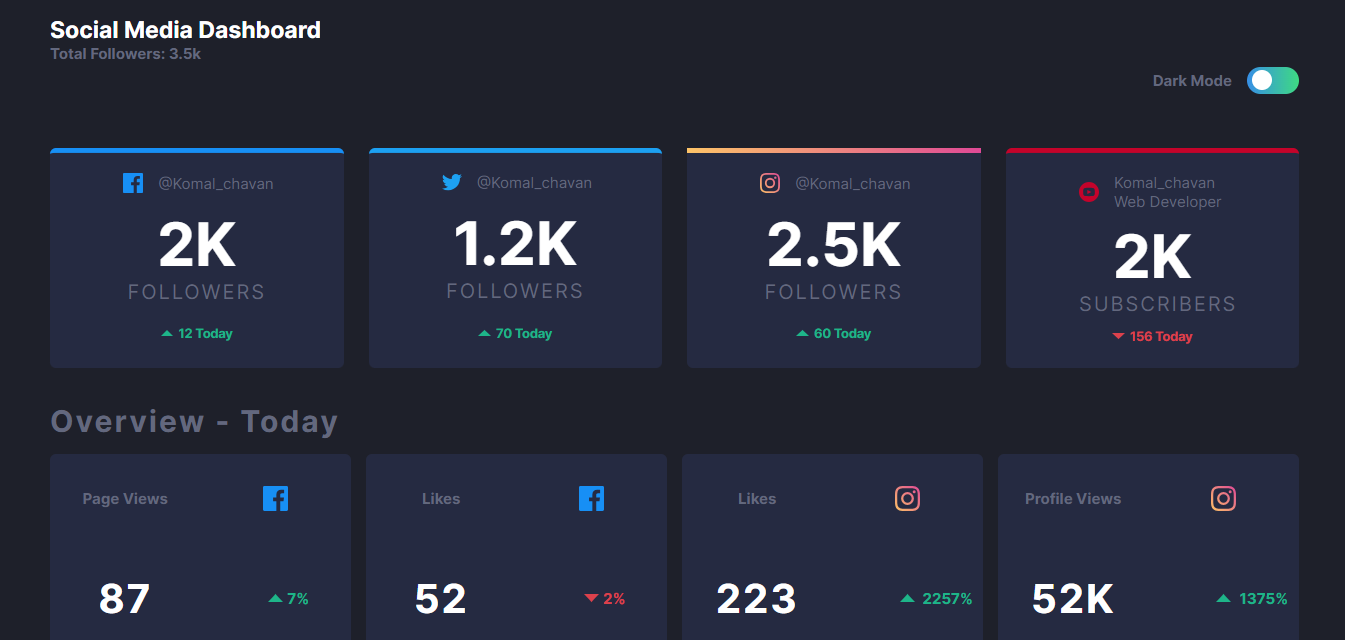 Social Media Dashboard
Total Followers: 3.5k
Dark Mode
@Komal_chavan
2K
FOLLOWERS
12 Today
@Komal_chavan
1.2K
FOLLOWERS
70 Today
@Komal_chavan
2.5K
FOLLOWERS
60 Today
Komal_chavan
Web Developer
2K
SUBSCRIBERS
156 Today
Overview - Today
Page Views
87
7%
Likes
52
2%
Likes
223
2257%
Profile Views
52K
1375%